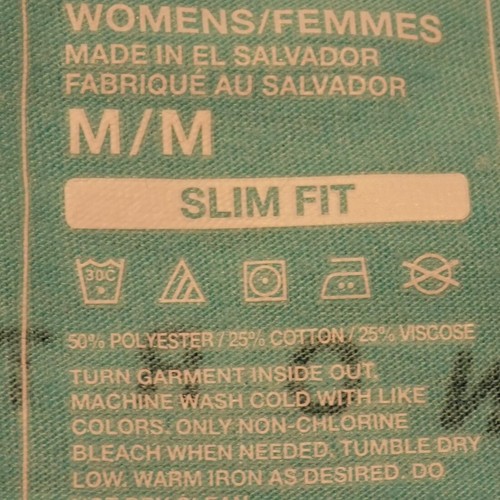 WOMENS/FEMMES
MADE IN EL SALVADOR
FABRIQUÉ AU SALVADOR
M/M
SLIM FIT
30C
50% POLYESTER / 25% COTTON / 25% VISCOSE
TURN GARMENT INSIDE OUT.
MACHINE WASH COLD WITH LIKE
COLORS. ONLY NON-CHLORINE
BLEACH WHEN NEEDED. TUMBLE DRY
LOW. WARM IRON AS DESIRED. DO